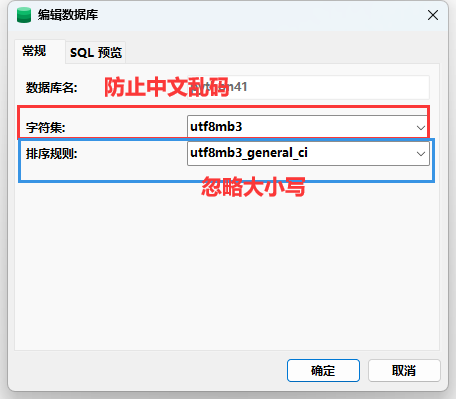 编辑数据库
常规
SQL 预览
数据库名:
防止中文乱码
字符集:
utf8mb3
排序规则:
utf8mb3_general_ci
忽略大小写
确定
取消